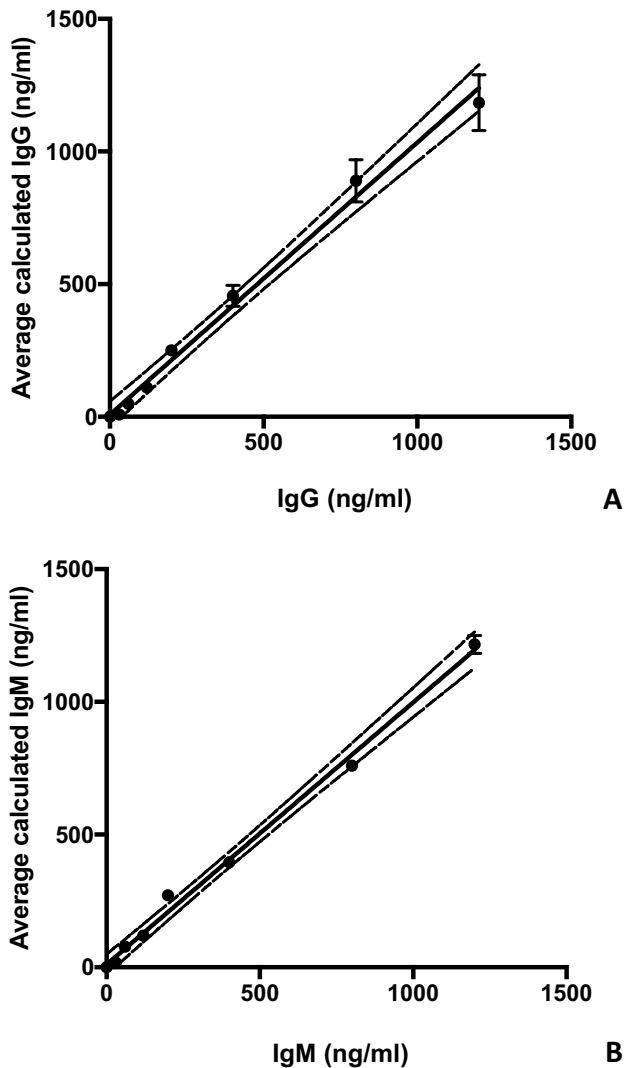 Average calculated IgG (ng/ml)
1500
1000
500
0
0 500 1000 1500
IgG (ng/ml)
A
Average calculated IgM (ng/ml)
1500
1000
500
0
0 500 1000 1500
IgM (ng/ml)
B